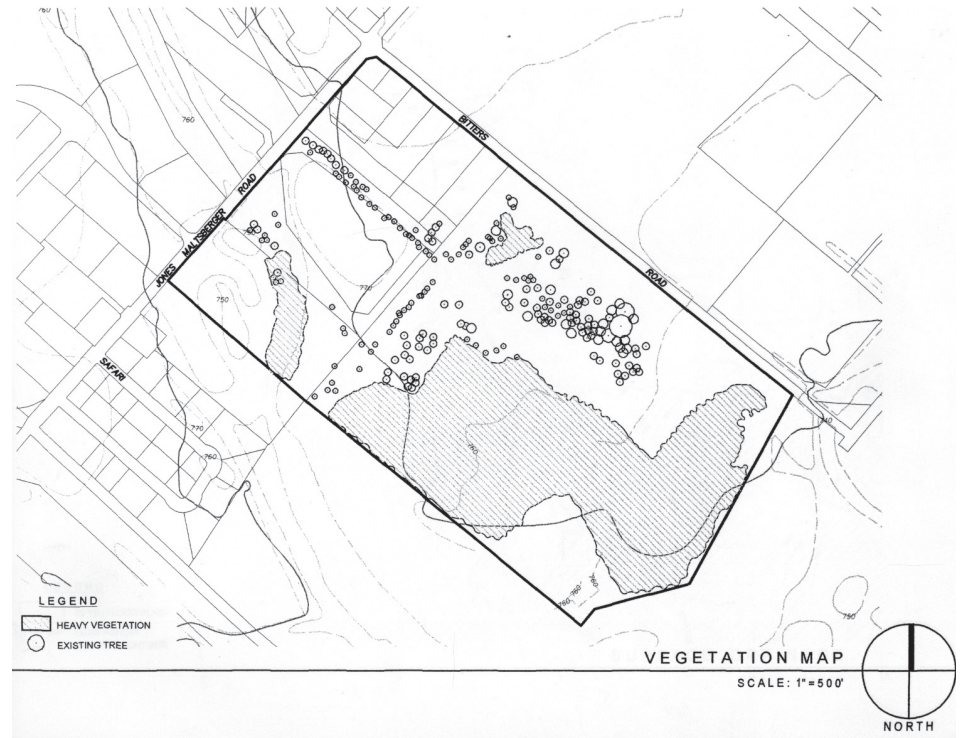 760
760
BITTERS
ROAD
JONES MALTSBERGER ROAD
750
770
ROAD
SAFARI
770
760
760
740
760
760
760
750
LEGEND
HEAVY VEGETATION
EXISTING TREE
VEGETATION MAP
SCALE: 1"=500'
NORTH